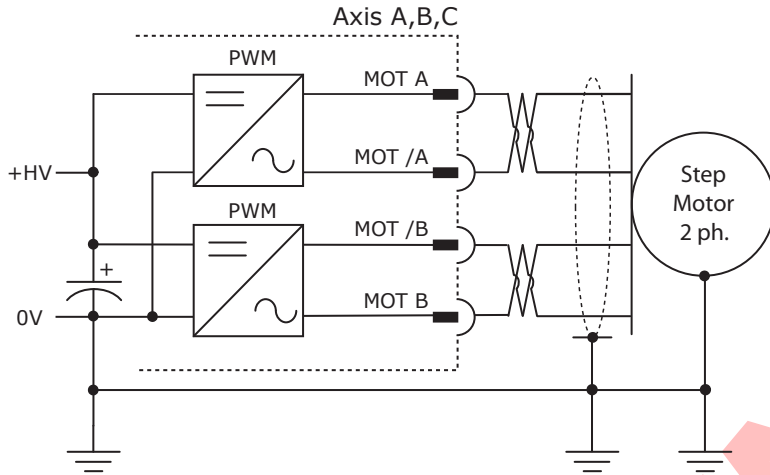 Axis A,B,C
PWM
MOT A
+HV
MOT /A
Step
Motor
2 ph.
PWM
MOT /B
+
0V
MOT B